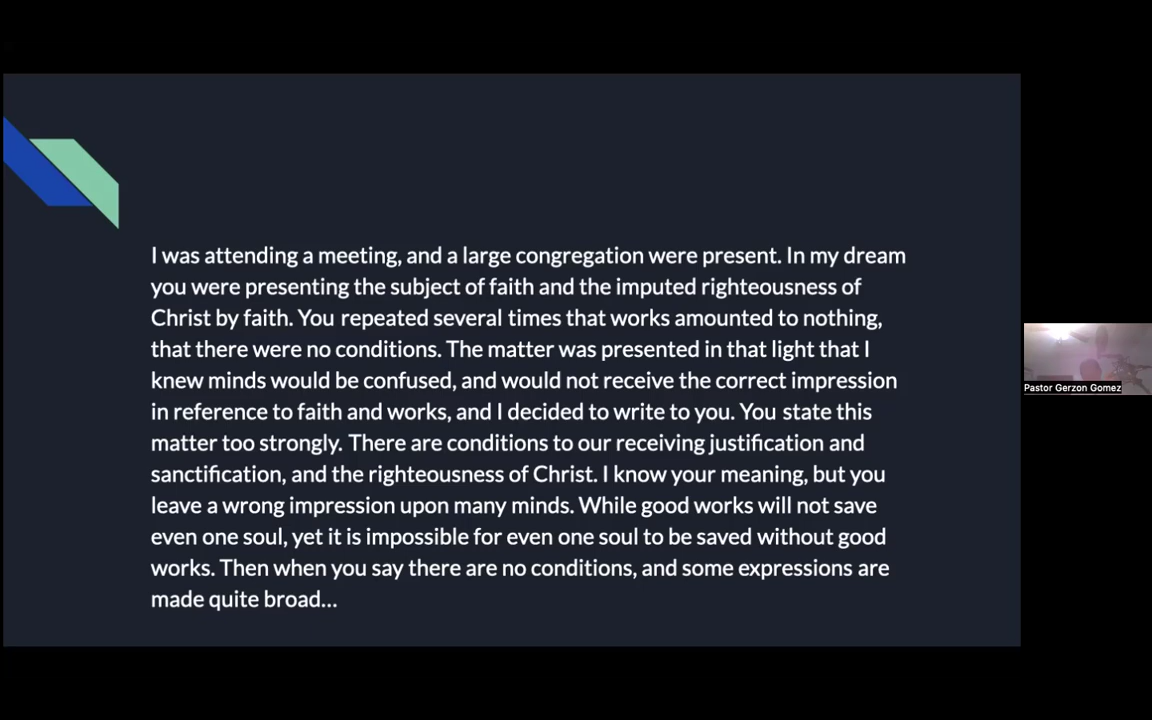 I was attending a meeting, and a large congregation were present. In my dream
you were presenting the subject of faith and the imputed righteousness of
Christ by faith. You repeated several times that works amounted to nothing,
that there were no conditions. The matter was presented in that light that I
knew minds would be confused, and would not receive the correct impression
in reference to faith and works, and I decided to write to you. You state this
matter too strongly. There are conditions to our receiving justification and
sanctification, and the righteousness of Christ. I know your meaning, but you
leave a wrong impression upon many minds. While good works will not save
even one soul, yet it is impossible for even one soul to be saved without good
works. Then when you say there are no conditions, and some expressions are
made quite broad...
Pastor Gerzon Gomez